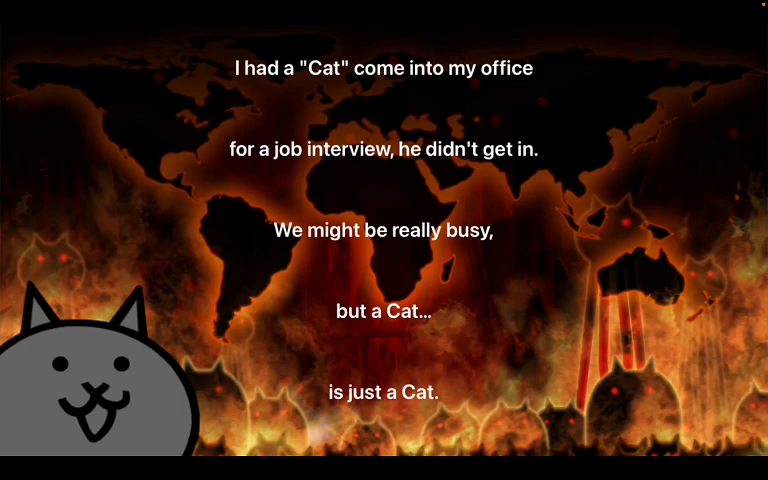 I had a "Cat" come into my office
for a job interview, he didn't get in.
We might be really busy,
but a Cat...
is just a Cat.